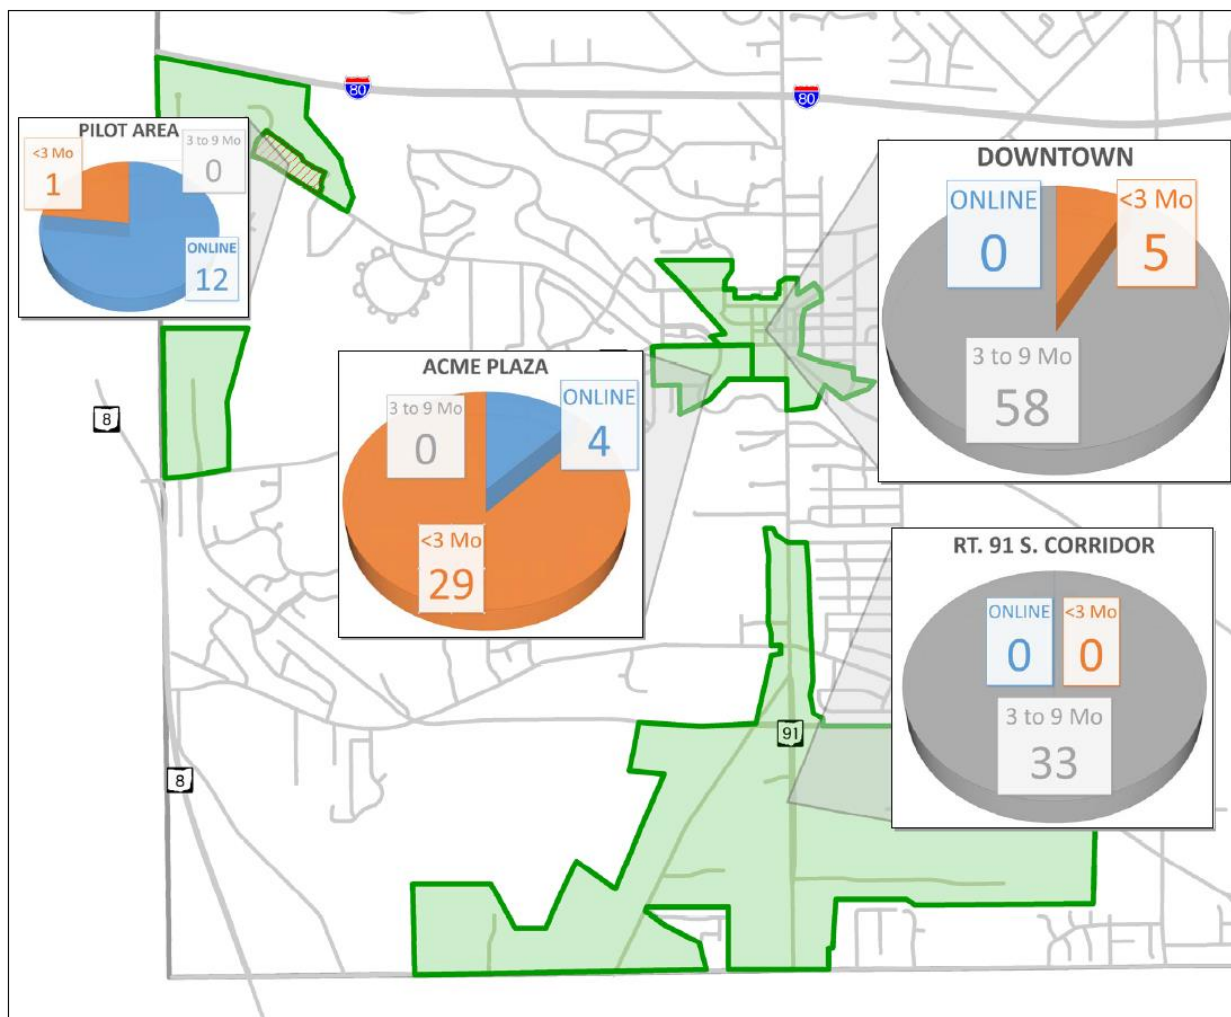 80
80
PILOT AREA
<3 Mo
1
3 to 9 Mo
0
ONLINE
12
DOWNTOWN
ONLINE
0
<3 Mo
5
3 to 9 Mo
58
8
ACME PLAZA
3 to 9 Mo
0
ONLINE
4
<3 Mo
29
RT. 91 S. CORRIDOR
ONLINE
0
<3 Mo
0
3 to 9 Mo
33
91
8